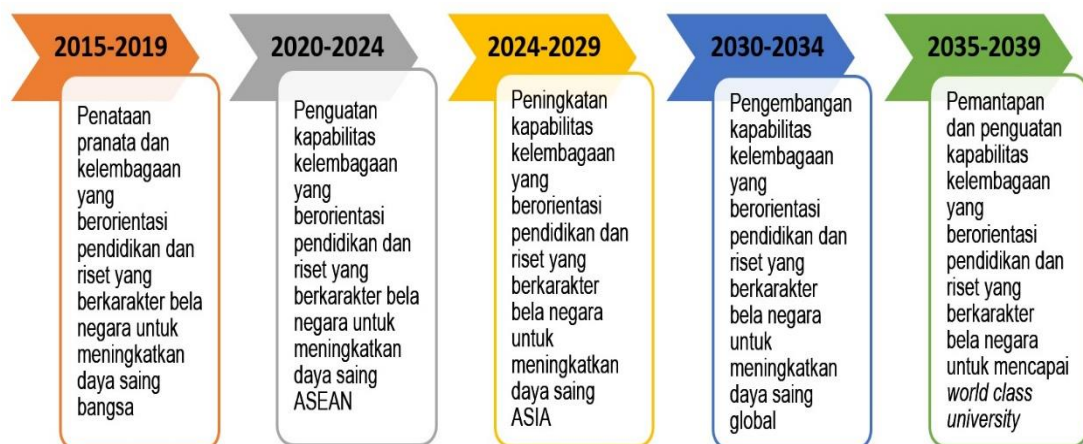 2015-2019
Penataan
pranata dan
kelembagaan
yang
berorientasi
pendidikan dan
riset yang
berkarakter bela
negara untuk
meningkatkan
daya saing
bangsa
2020-2024
Penguatan
kapabilitas
kelembagaan
yang
berorientasi
pendidikan dan
riset yang
berkarakter bela
negara untuk
meningkatkan
daya saing
ASEAN
2024-2029
Peningkatan
kapabilitas
kelembagaan
yang
berorientasi
pendidikan dan
riset yang
berkarakter
bela negara
untuk
meningkatkan
daya saing
ASIA
2030-2034
Pengembangan
kapabilitas
kelembagaan
yang
berorientasi
pendidikan dan
riset yang
berkarakter
bela negara
untuk
meningkatkan
daya saing
global
2035-2039
Pemantapan
dan penguatan
kapabilitas
kelembagaan
yang
berorientasi
pendidikan dan
riset yang
berkarakter
bela negara
untuk mencapai
world class
university